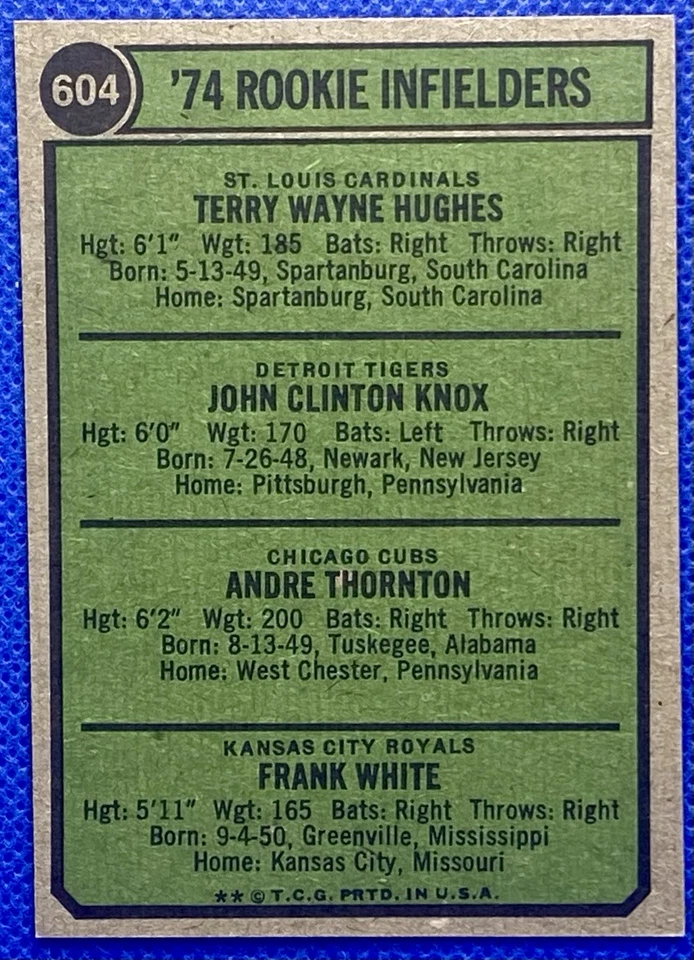 604
'74 ROOKIE INFIELDERS
ST. LOUIS CARDINALS
TERRY WAYNE HUGHES
Hgt: 6'1" Wgt: 185 Bats: Right Throws: Right
Born: 5-13-49, Spartanburg, South Carolina
Home: Spartanburg, South Carolina
DETROIT TIGERS
JOHN CLINTON KNOX
Hgt: 6'0" Wgt: 170 Bats: Left Throws: Right
Born: 7-26-48, Newark, New Jersey
Home: Pittsburgh, Pennsylvania
CHICAGO CUBS
ANDRE THORNTON
Hgt: 6'2" Wgt: 200 Bats: Right Throws: Right
Born: 8-13-49, Tuskegee, Alabama
Home: West Chester, Pennsylvania
KANSAS CITY ROYALS
FRANK WHITE
Hgt: 5'11" Wgt: 165 Bats: Right Throws: Right
Born: 9-4-50, Greenville, Mississippi
Home: Kansas City, Missouri
** © T.C.G. PRTD. IN U.S.A.